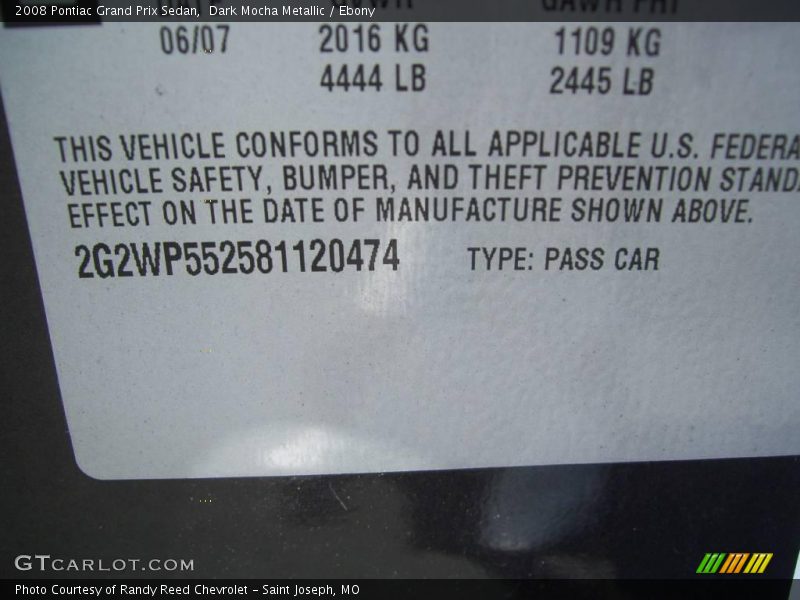 2008 Pontiac Grand Prix Sedan, Dark Mocha Metallic / Ebony
06/07 2016 KG 1109 KG
4444 LB 2445 LB
THIS VEHICLE CONFORMS TO ALL APPLICABLE U.S. FEDERA
VEHICLE SAFETY, BUMPER, AND THEFT PREVENTION STAND
EFFECT ON THE DATE OF MANUFACTURE SHOWN ABOVE.
2G2WP552581120474 TYPE: PASS CAR
GTCARLOT.COM
Photo Courtesy of Randy Reed Chevrolet – Saint Joseph, MO